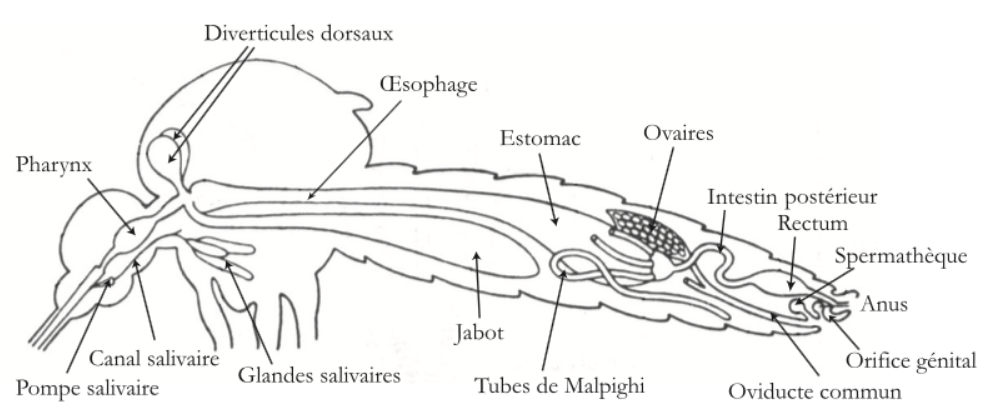 Diverticules dorsaux
Œsophage
Estomac
Ovaires
Pharynx
Intestin postérieur
Rectum
Spermathèque
Anus
Jabot
Canal salivaire
Orifice génital
Pompe salivaire
Glandes salivaires
Tubes de Malpighi
Oviducte commun